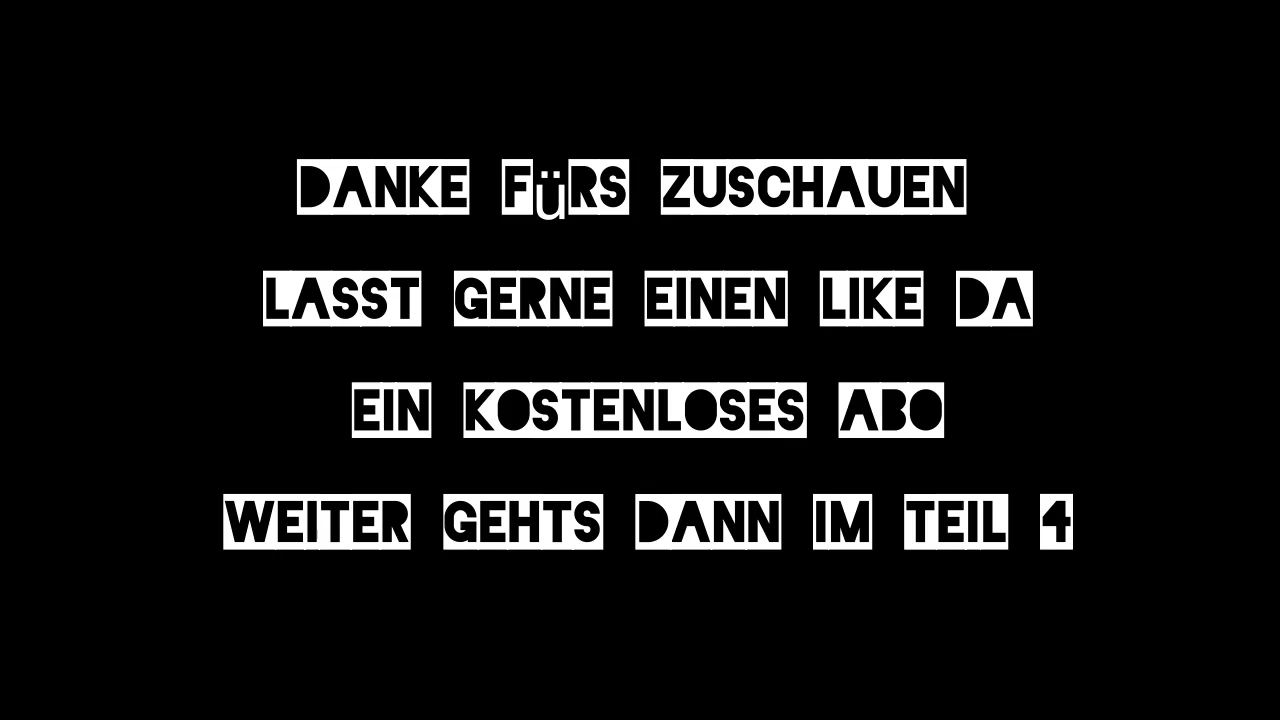 DANKE FüRS ZUSCHAUEN
LASST GERNE EINEN LIKE DA
EIN KOSTENLOSES ABO
WEITER GEHTS DANN IM TEIL 4